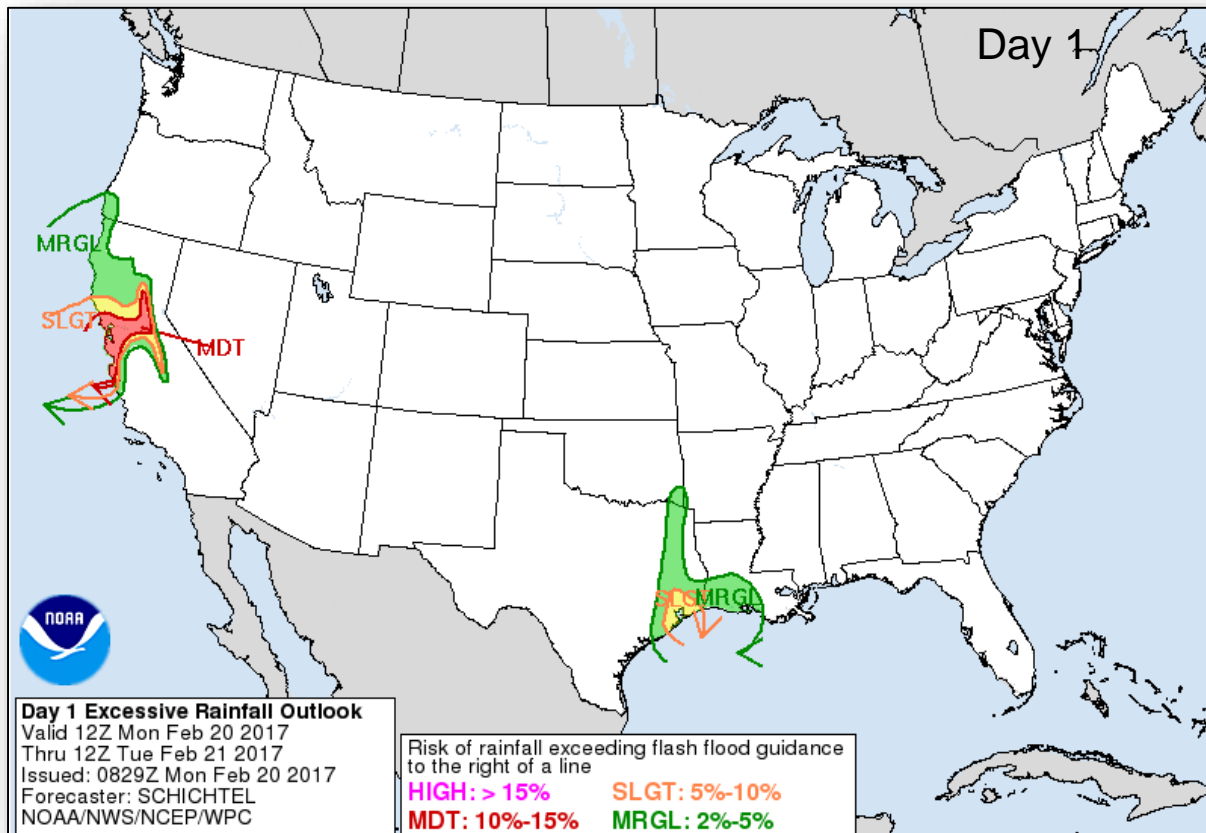 Day 1
MRGL
SLGT
MDT
SLGT MRGL
NOAA
Day 1 Excessive Rainfall Outlook
Valid 12Z Mon Feb 20 2017
Thru 12Z Tue Feb 21 2017
Issued: 0829Z Mon Feb 20 2017
Forecaster: SCHICHTEL
NOAA/NWS/NCEP/WPC
Risk of rainfall exceeding flash flood guidance
to the right of a line
HIGH: > 15% SLGT: 5%-10%
MDT: 10%-15% MRGL: 2%-5%